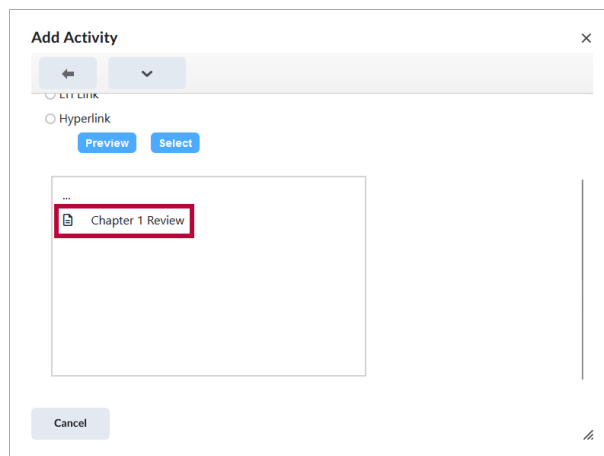 Add Activity
Hyperlink
Preview Select
...
Chapter 1 Review
Cancel